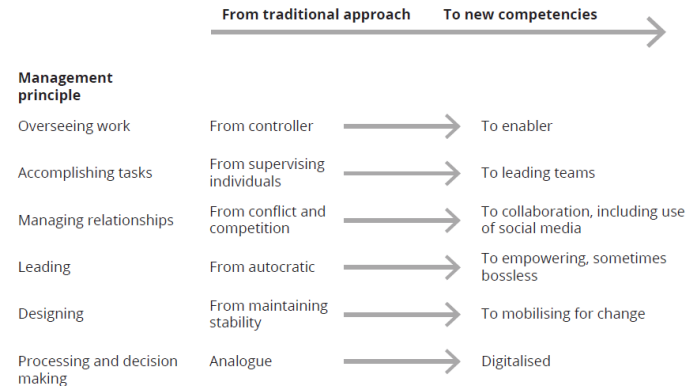 From traditional approach To new competencies
Management
principle
Overseeing work From controller To enabler
Accomplishing tasks From supervising
individuals To leading teams
Managing relationships From conflict and
competition To collaboration, including use
of social media
Leading From autocratic To empowering, sometimes
bossless
Designing From maintaining
stability To mobilising for change
Processing and decision
making Analogue Digitalised